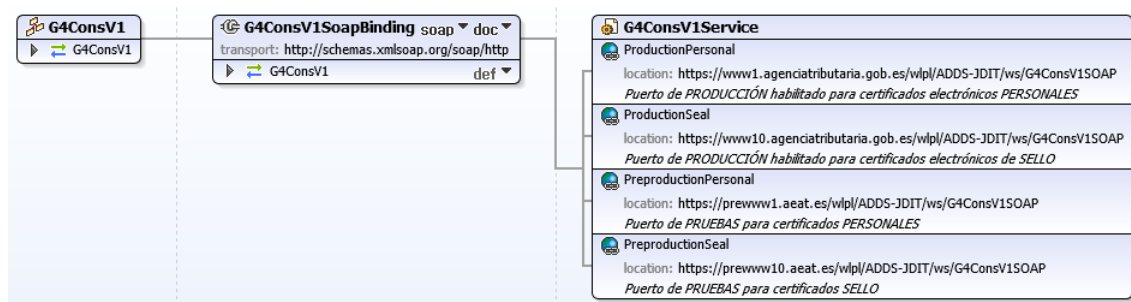 G4ConsV1
G4ConsV1
G4ConsV1SoapBinding soap doc
transport: http://schemas.xmlsoap.org/soap/http
G4ConsV1 def
G4ConsV1Service
ProductionPersonal
location: https://www1.agenciatributaria.gob.es/wlpl/ADDS-JDIT/ws/G4ConsV1SOAP
Puerto de PRODUCCIÓN habilitado para certificados electrónicos PERSONALES
ProductionSeal
location: https://www10.agenciatributaria.gob.es/wlpl/ADDS-JDIT/ws/G4ConsV1SOAP
Puerto de PRODUCCIÓN habilitado para certificados electrónicos de SELLO
PreproductionPersonal
location: https://prewww1.aeat.es/wlpl/ADDS-JDIT/ws/G4ConsV1SOAP
Puerto de PRUEBAS para certificados PERSONALES
PreproductionSeal
location: https://prewww10.aeat.es/wlpl/ADDS-JDIT/ws/G4ConsV1SOAP
Puerto de PRUEBAS para certificados SELLO